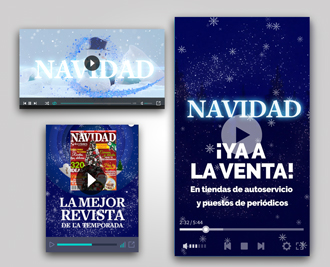 NAVIDAD
NAVIDAD
320
LA MEJOR
REVISTA
DE LA TEMPORADA
NAVIDAD
¡YA A
LA VENTA!
En tiendas de autoservicio
y puestos de periódicos
2:32 / 5:44